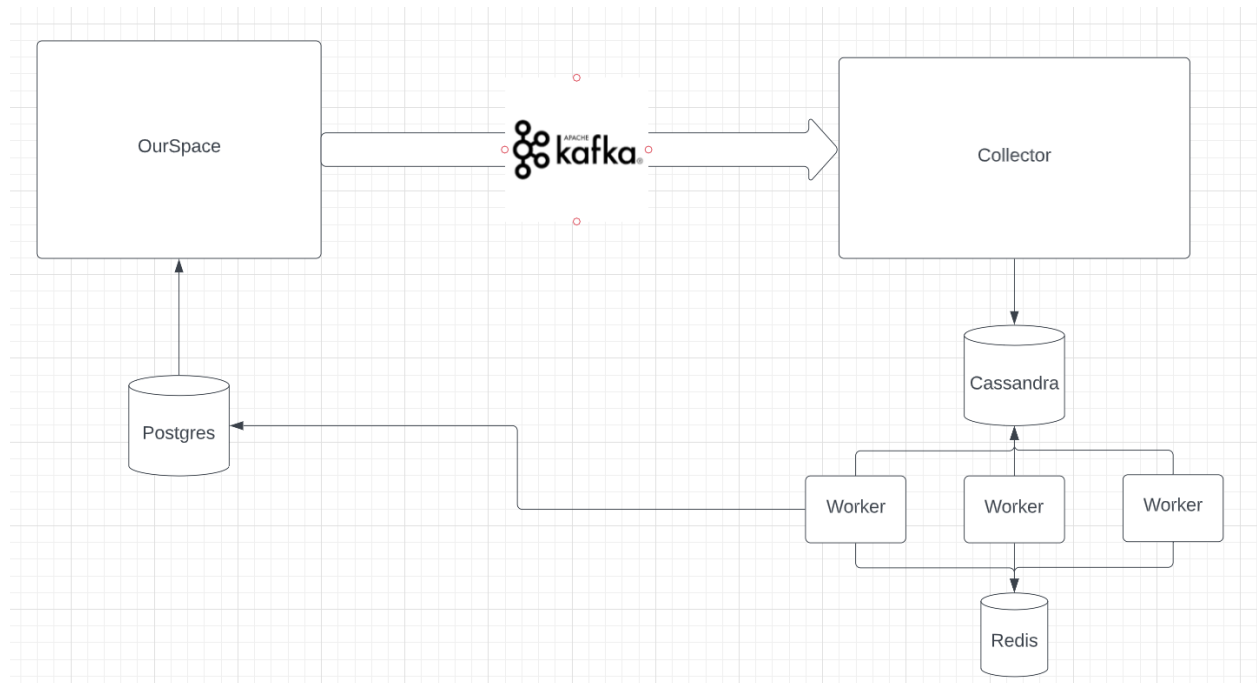 OurSpace
APACHE
kafka®
Collector
Cassandra
Postgres
Worker
Worker
Worker
Redis